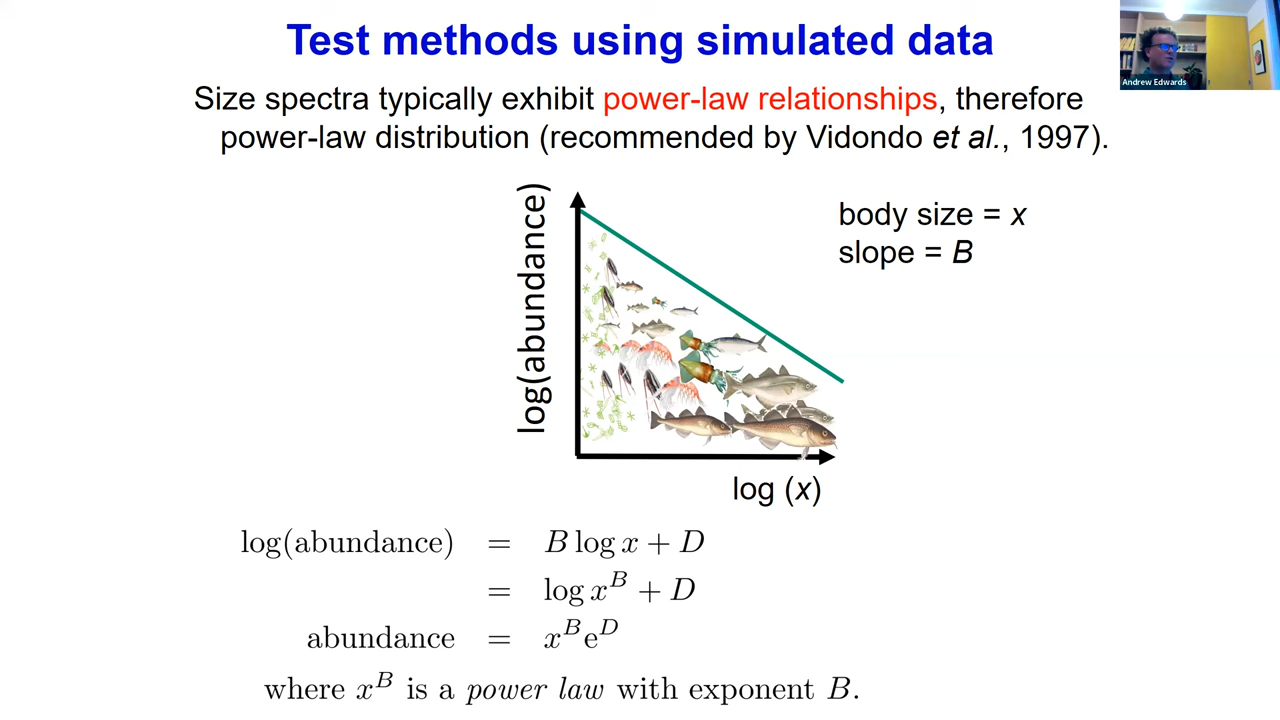 Test methods using simulated data
Andrew Edwards
Size spectra typically exhibit power-law relationships, therefore
power-law distribution (recommended by Vidondo et al., 1997).
log(abundance)
body size = x
slope = B
log (x)
log(abundance) = B log x + D
= log x^B + D
abundance = x^B e^D
where x^B is a power law with exponent B.